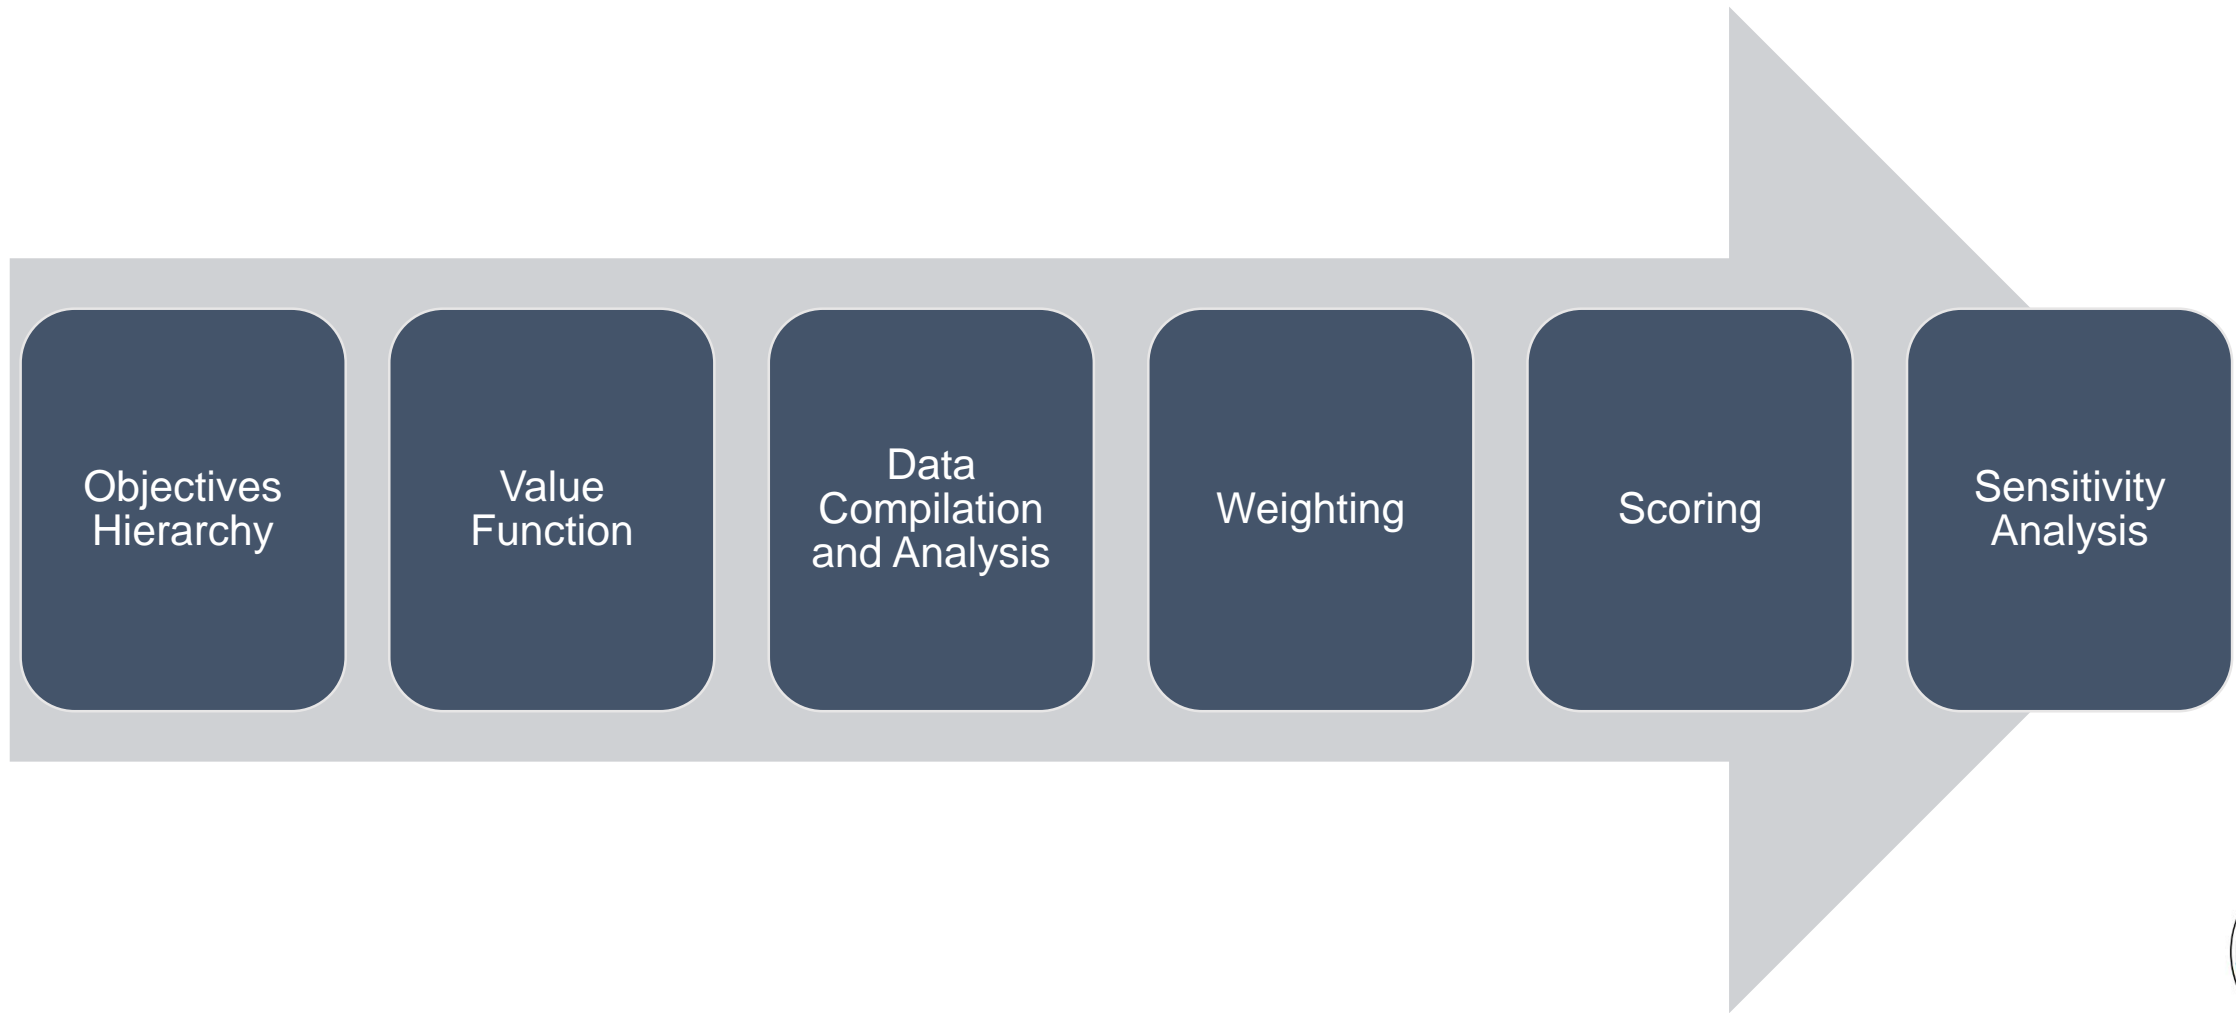 Objectives
Hierarchy
Value
Function
Data
Compilation
and Analysis
Weighting
Scoring
Sensitivity
Analysis